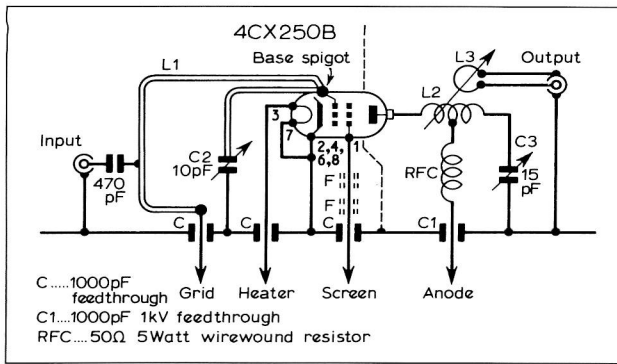 4CX250B
Base spigot
L1
L3
Output
L2
3
7
2,4,
6,8
1
Input
C2
10pF
470
pF
F
F
RFC
C3
15
pF
C
C
C
C1
Grid
Heater
Screen
Anode
C.....1000pF
feedthrough
C1....1000pF 1kV feedthrough
RFC....50Ω 5Watt wirewound resistor